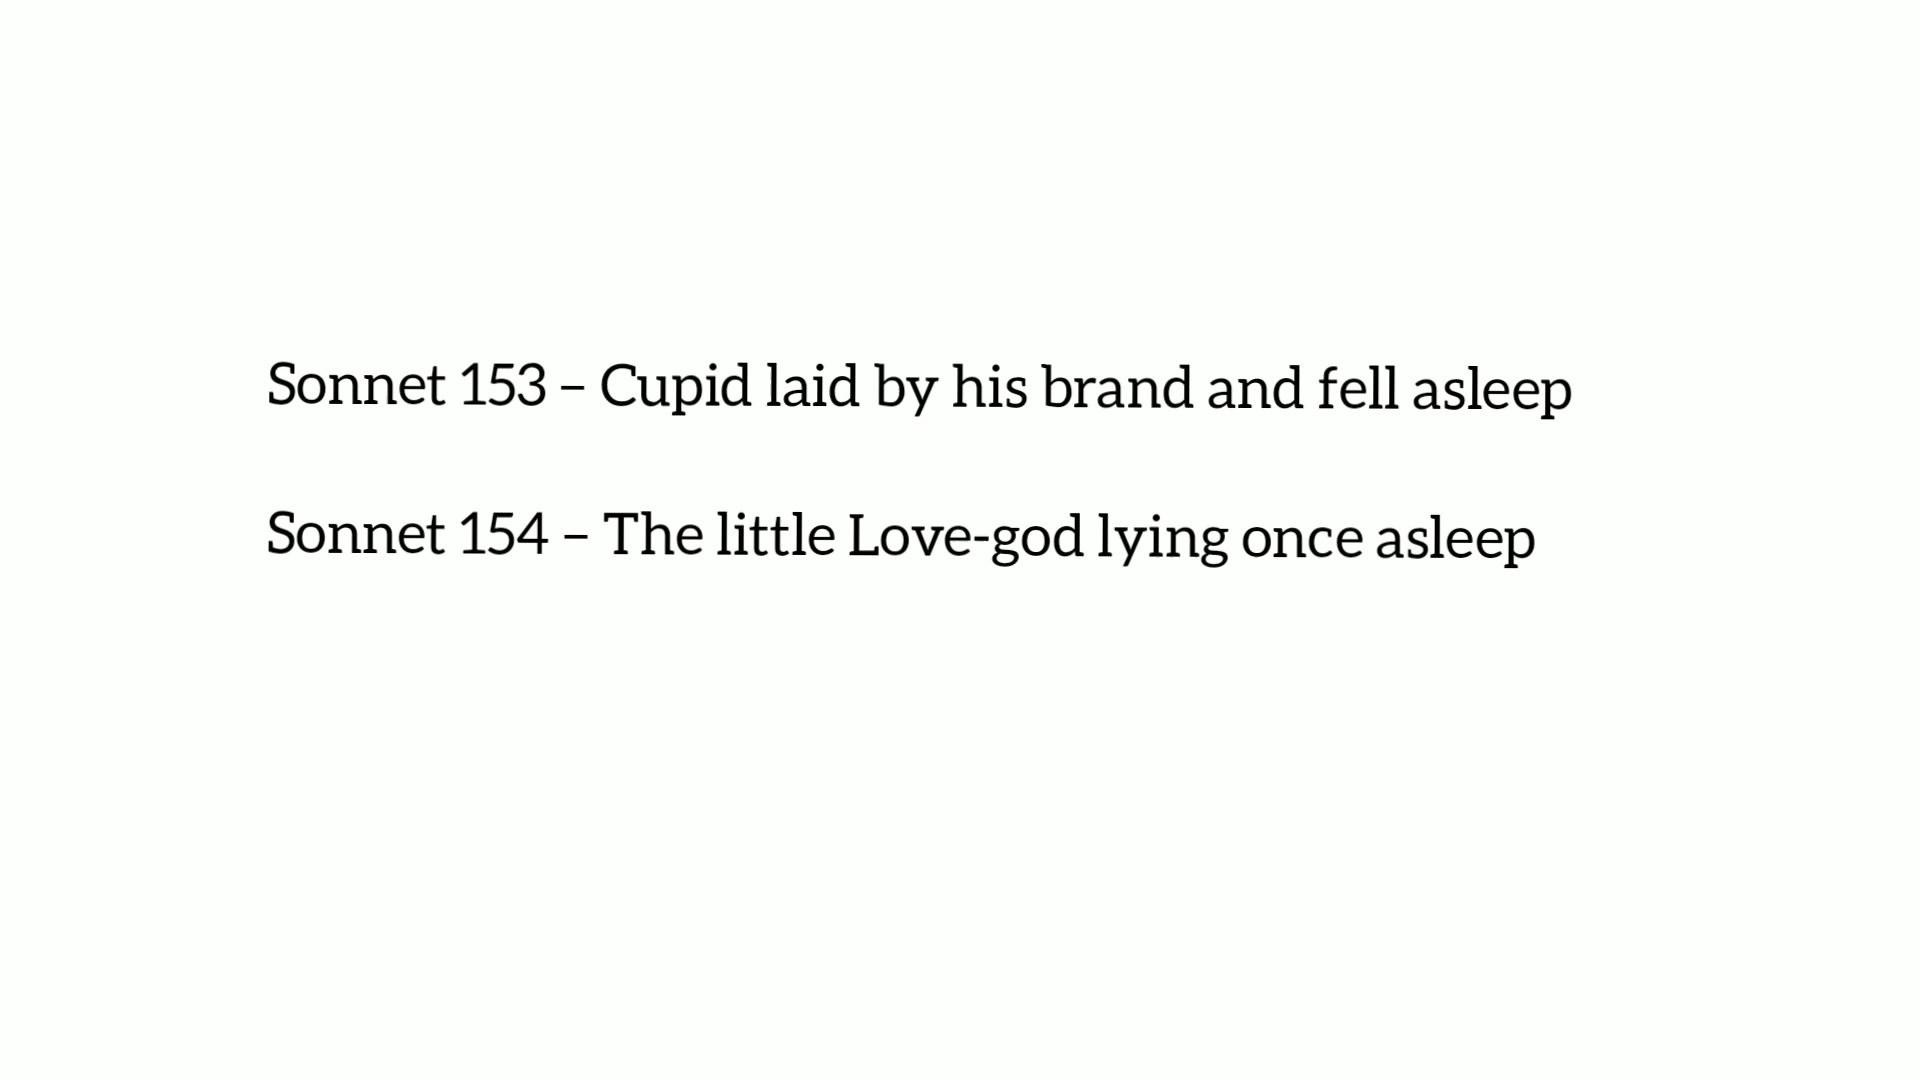 Sonnet 153 – Cupid laid by his brand and fell asleep
Sonnet 154 – The little Love-god lying once asleep